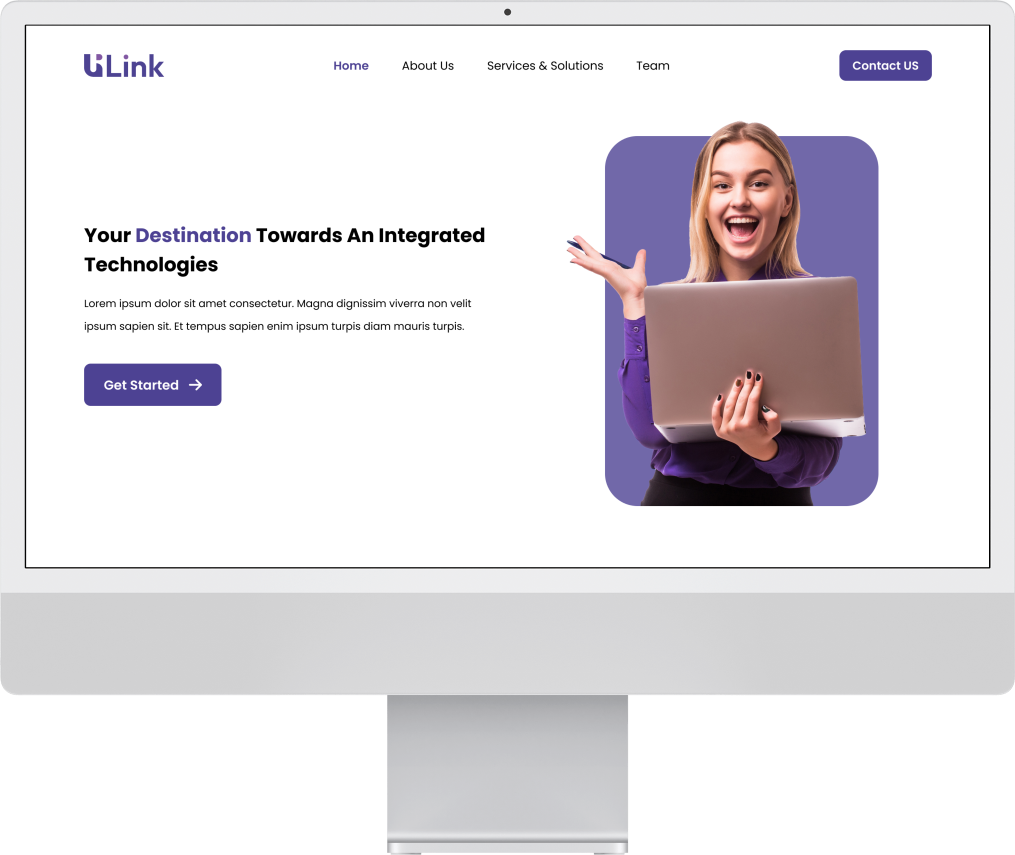 UiLink
Home
About Us
Services & Solutions
Team
Contact US
Your Destination Towards An Integrated
Technologies
Lorem ipsum dolor sit amet consectetur. Magna dignissim viverra non velit
ipsum sapien sit. Et tempus sapien enim ipsum turpis diam mauris turpis.
Get Started